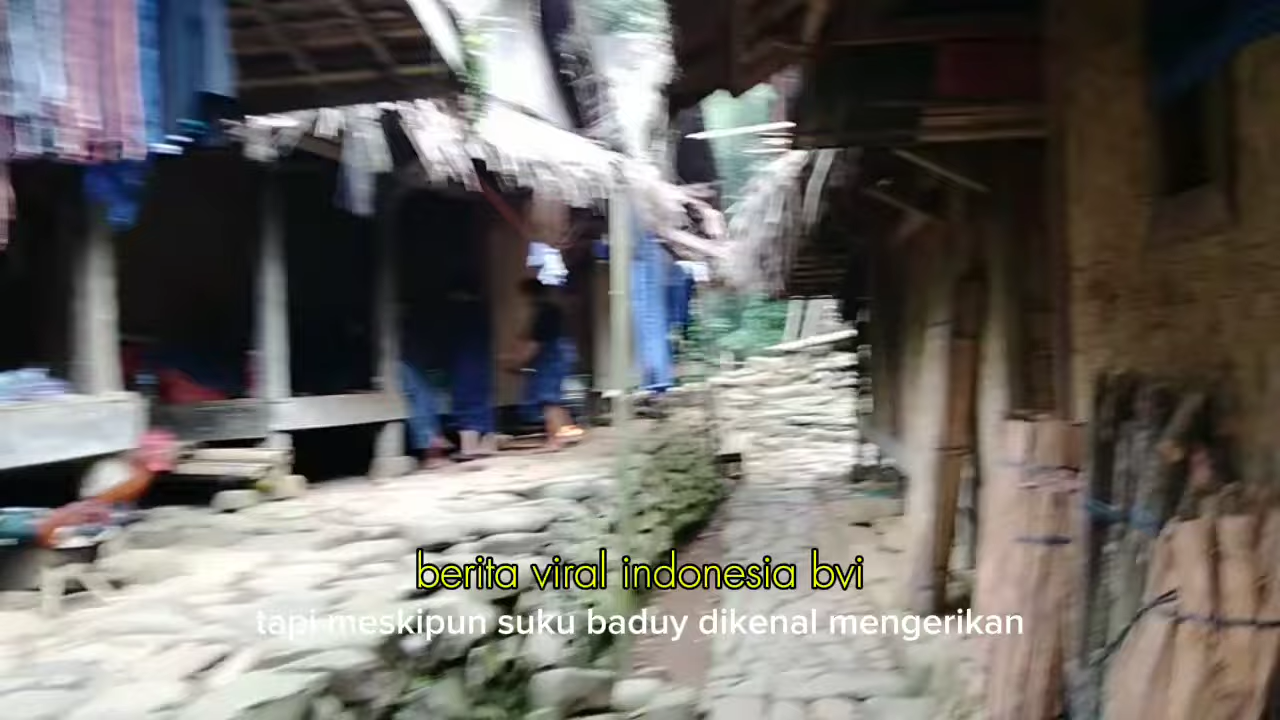 berita viral indonesia bvi
tapi meskipun suku baduy dikenal mengerikan